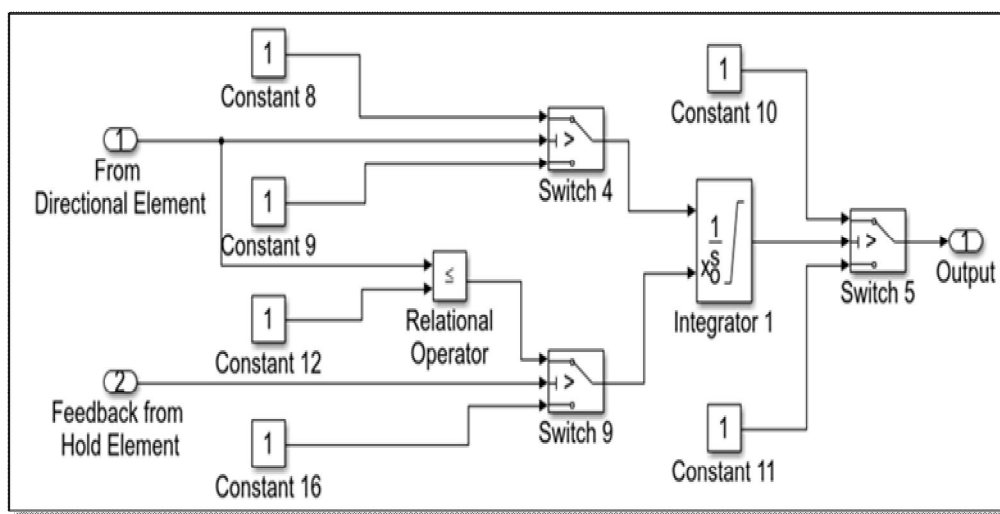 1
Constant 8
1
Constant 10
1
From
Directional Element
>
Switch 4
1
Constant 9
1
s
xo
Integrator 1
>
Switch 5
1
Output
≤
Relational
Operator
1
Constant 12
2
Feedback from
Hold Element
>
Switch 9
1
Constant 16
1
Constant 11